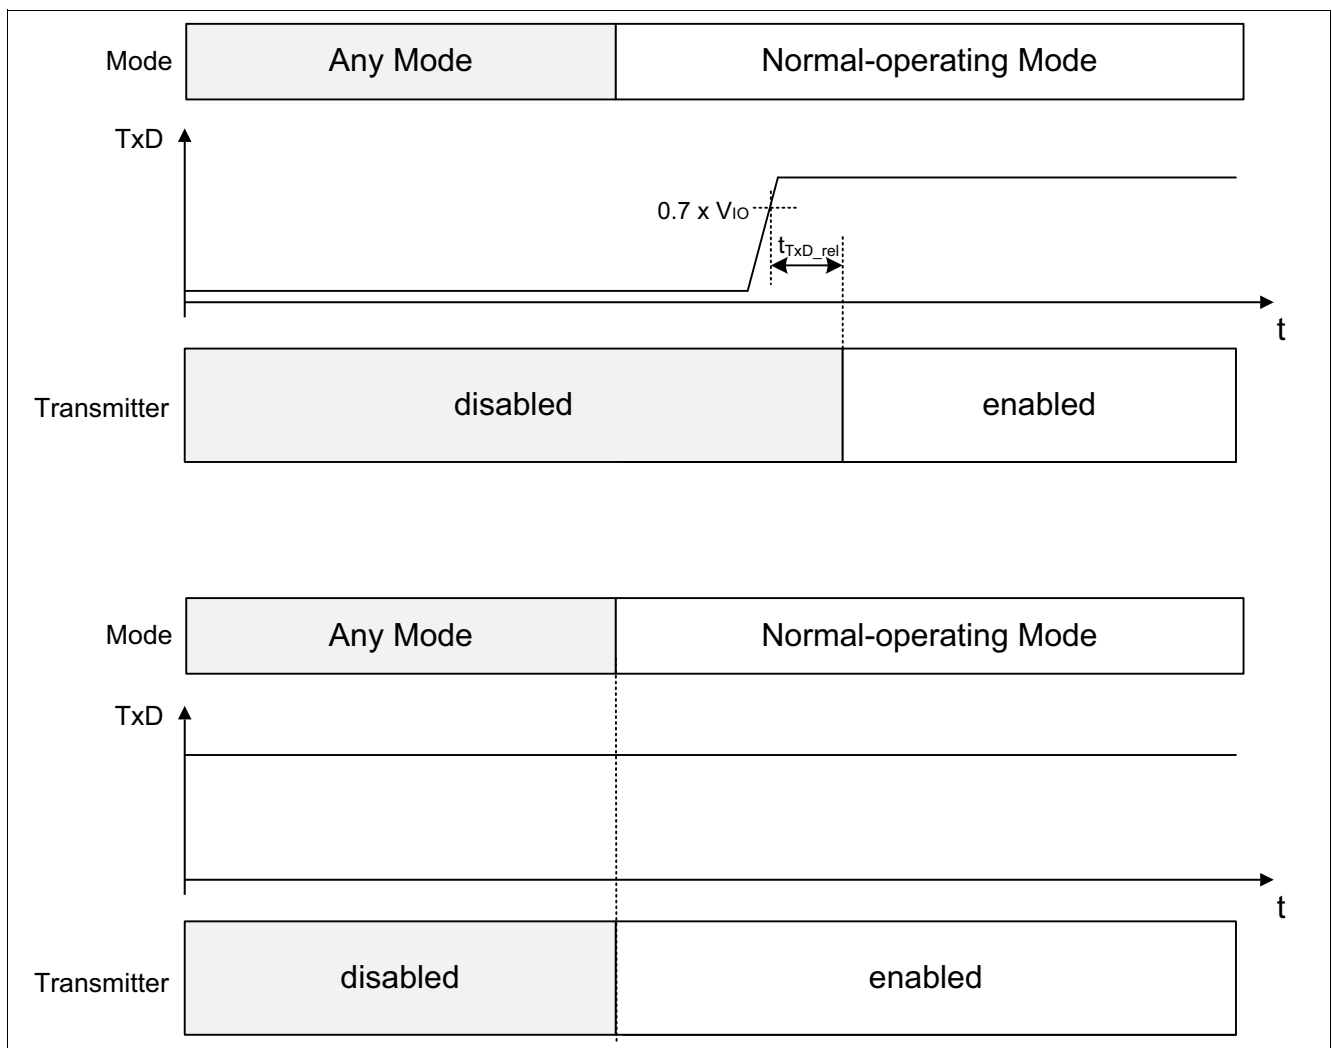 Mode Any Mode Normal-operating Mode
TxD
0.7 x VIO
tTxD_rel
t
Transmitter disabled enabled
Mode Any Mode Normal-operating Mode
TxD
t
Transmitter disabled enabled